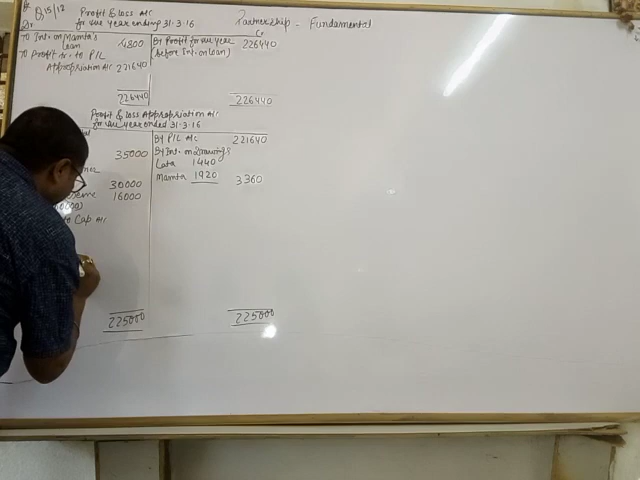 Q15/12
Profit & Loss A/c
for the year ending 31-3-16
Partnership - Fundamental
Dr
Cr
To Int. on Mamta's loan 4800
By Profit for the year (before Int. on loan) 226440
To Profit tr. to P/L Appropriation A/c 221640
226440 226440
Profit & Loss Appropriation A/c
for the year ended 31-3-16
By P/L A/c 221640
35000
By Int. on Drawings
Lata 1440
30000
Mamta 1920 3360
16000
to Cap A/c
225000 225000